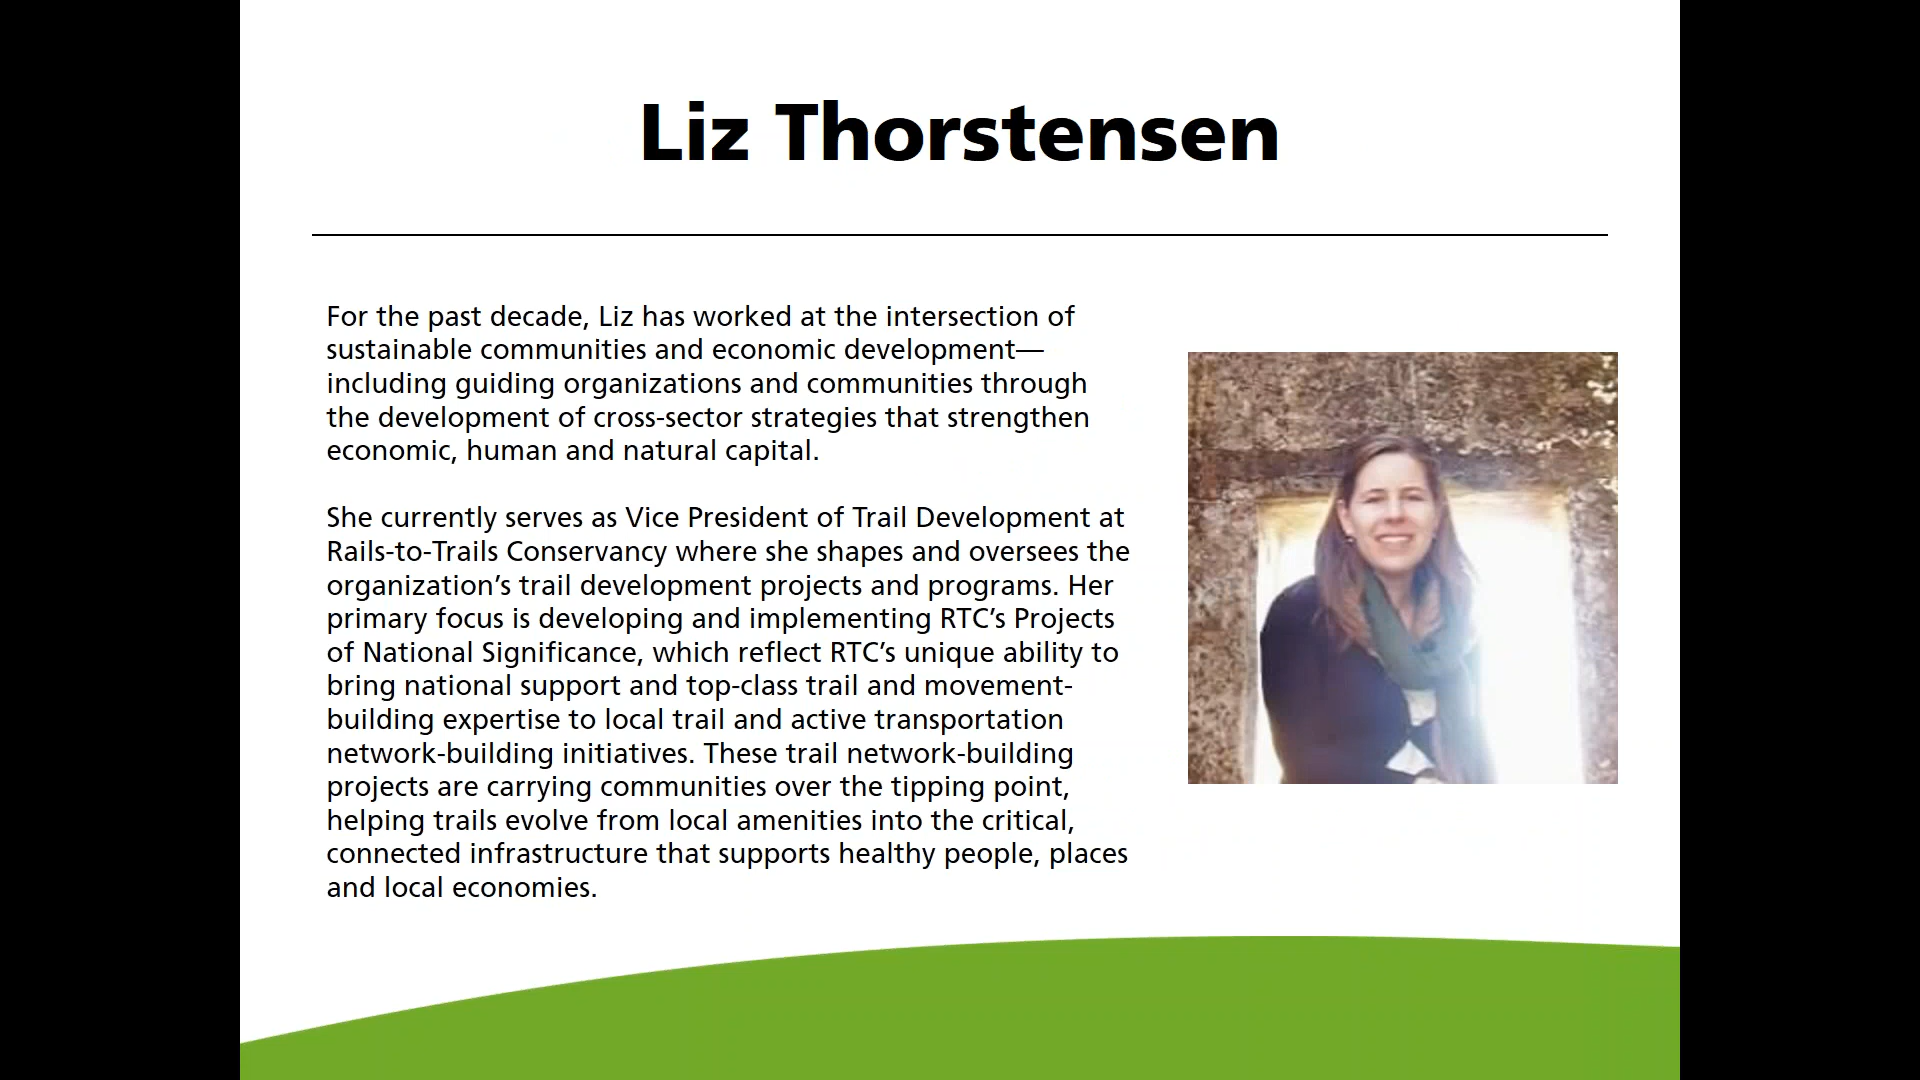 Liz Thorstensen
For the past decade, Liz has worked at the intersection of
sustainable communities and economic development—
including guiding organizations and communities through
the development of cross-sector strategies that strengthen
economic, human and natural capital.
She currently serves as Vice President of Trail Development at
Rails-to-Trails Conservancy where she shapes and oversees the
organization’s trail development projects and programs. Her
primary focus is developing and implementing RTC’s Projects
of National Significance, which reflect RTC’s unique ability to
bring national support and top-class trail and movement-
building expertise to local trail and active transportation
network-building initiatives. These trail network-building
projects are carrying communities over the tipping point,
helping trails evolve from local amenities into the critical,
connected infrastructure that supports healthy people, places
and local economies.